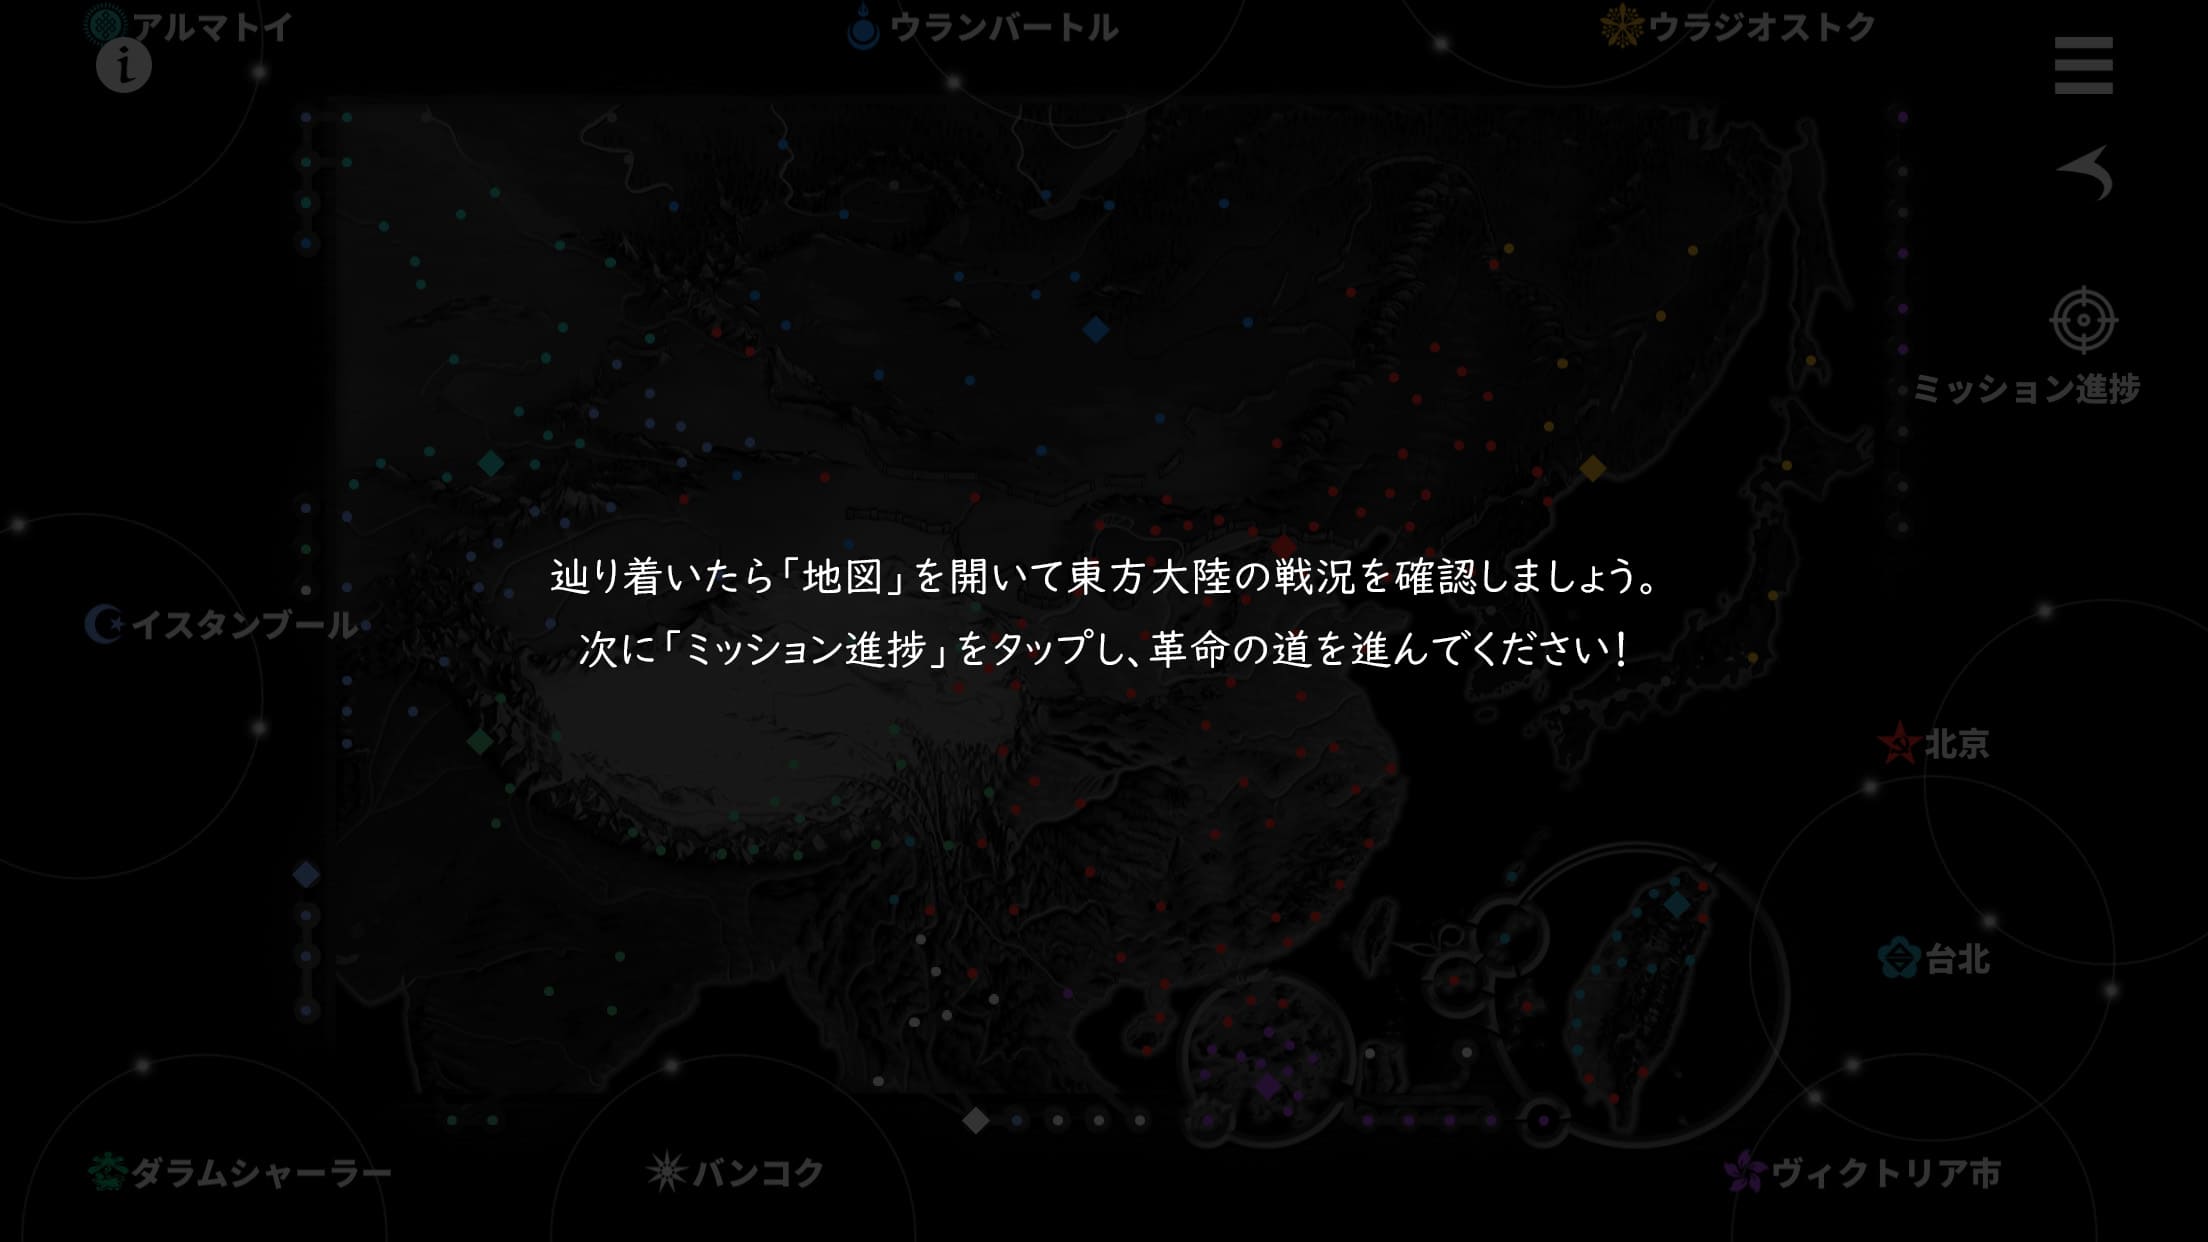 アルマトイ
ウランバートル
ウラジオストク
ミッション進捗
辿り着いたら「地図」を開いて東方大陸の戦況を確認しましょう。
次に「ミッション進捗」をタップし、革命の道を進んでください！
イスタンブール
北京
台北
ダラムシャーラー
バンコク
ヴィクトリア市